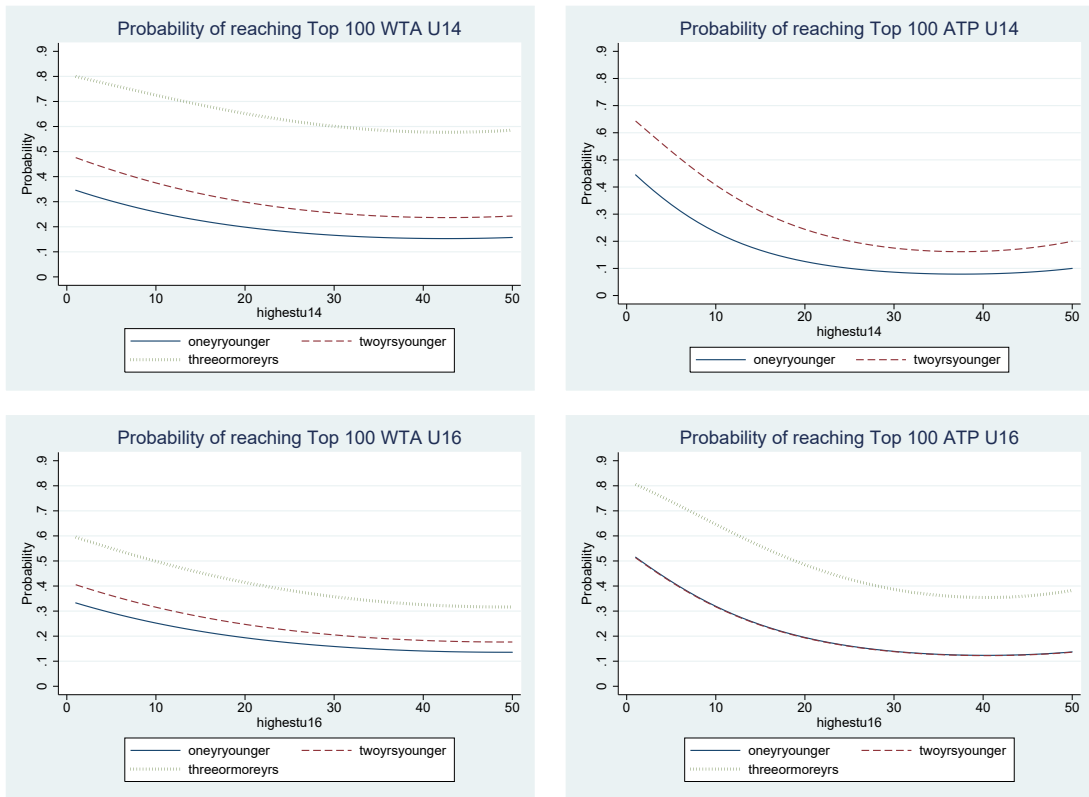 Probability of reaching Top 100 WTA U14
Probability
.9
.8
.7
.6
.5
.4
.3
.2
.1
0
0 10 20 30 40 50
highestu14
oneyryounger twoyrsyounger
threeormoreyrs
Probability of reaching Top 100 ATP U14
Probability
.9
.8
.7
.6
.5
.4
.3
.2
.1
0
0 10 20 30 40 50
highestu14
oneyryounger twoyrsyounger
Probability of reaching Top 100 WTA U16
Probability
.9
.8
.7
.6
.5
.4
.3
.2
.1
0
0 10 20 30 40 50
highestu16
oneyryounger twoyrsyounger
threeormoreyrs
Probability of reaching Top 100 ATP U16
Probability
.9
.8
.7
.6
.5
.4
.3
.2
.1
0
0 10 20 30 40 50
highestu16
oneyryounger twoyrsyounger
threeormoreyrs